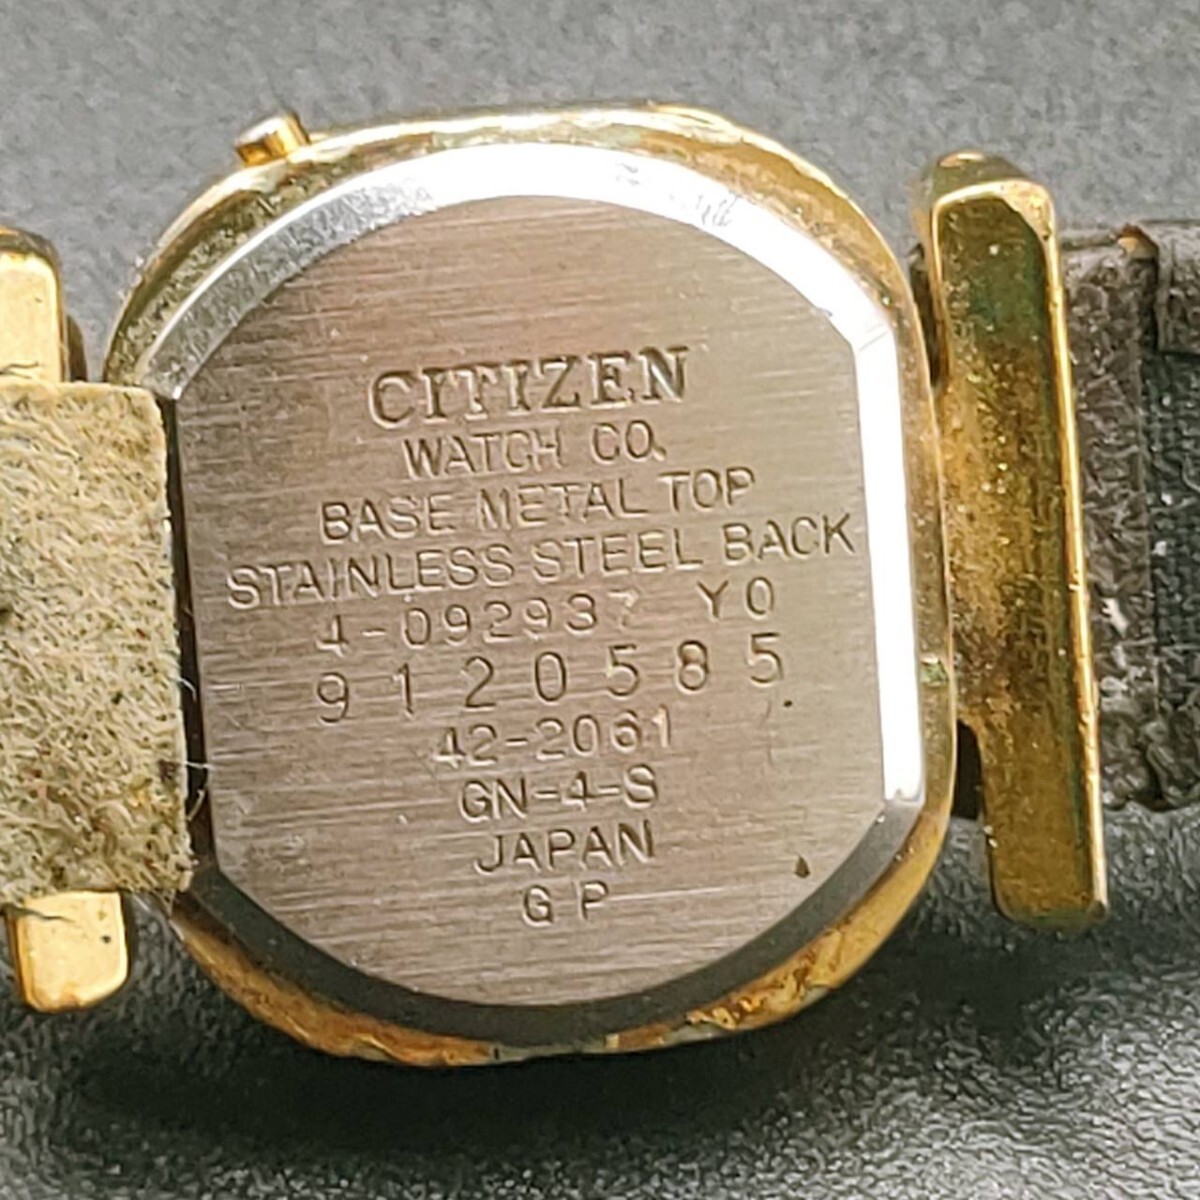 CITIZEN
WATCH CO.
BASE METAL TOP
STAINLESS STEEL BACK
4-092937 YO
9120585
42-2061
GN-4-S
JAPAN
GP